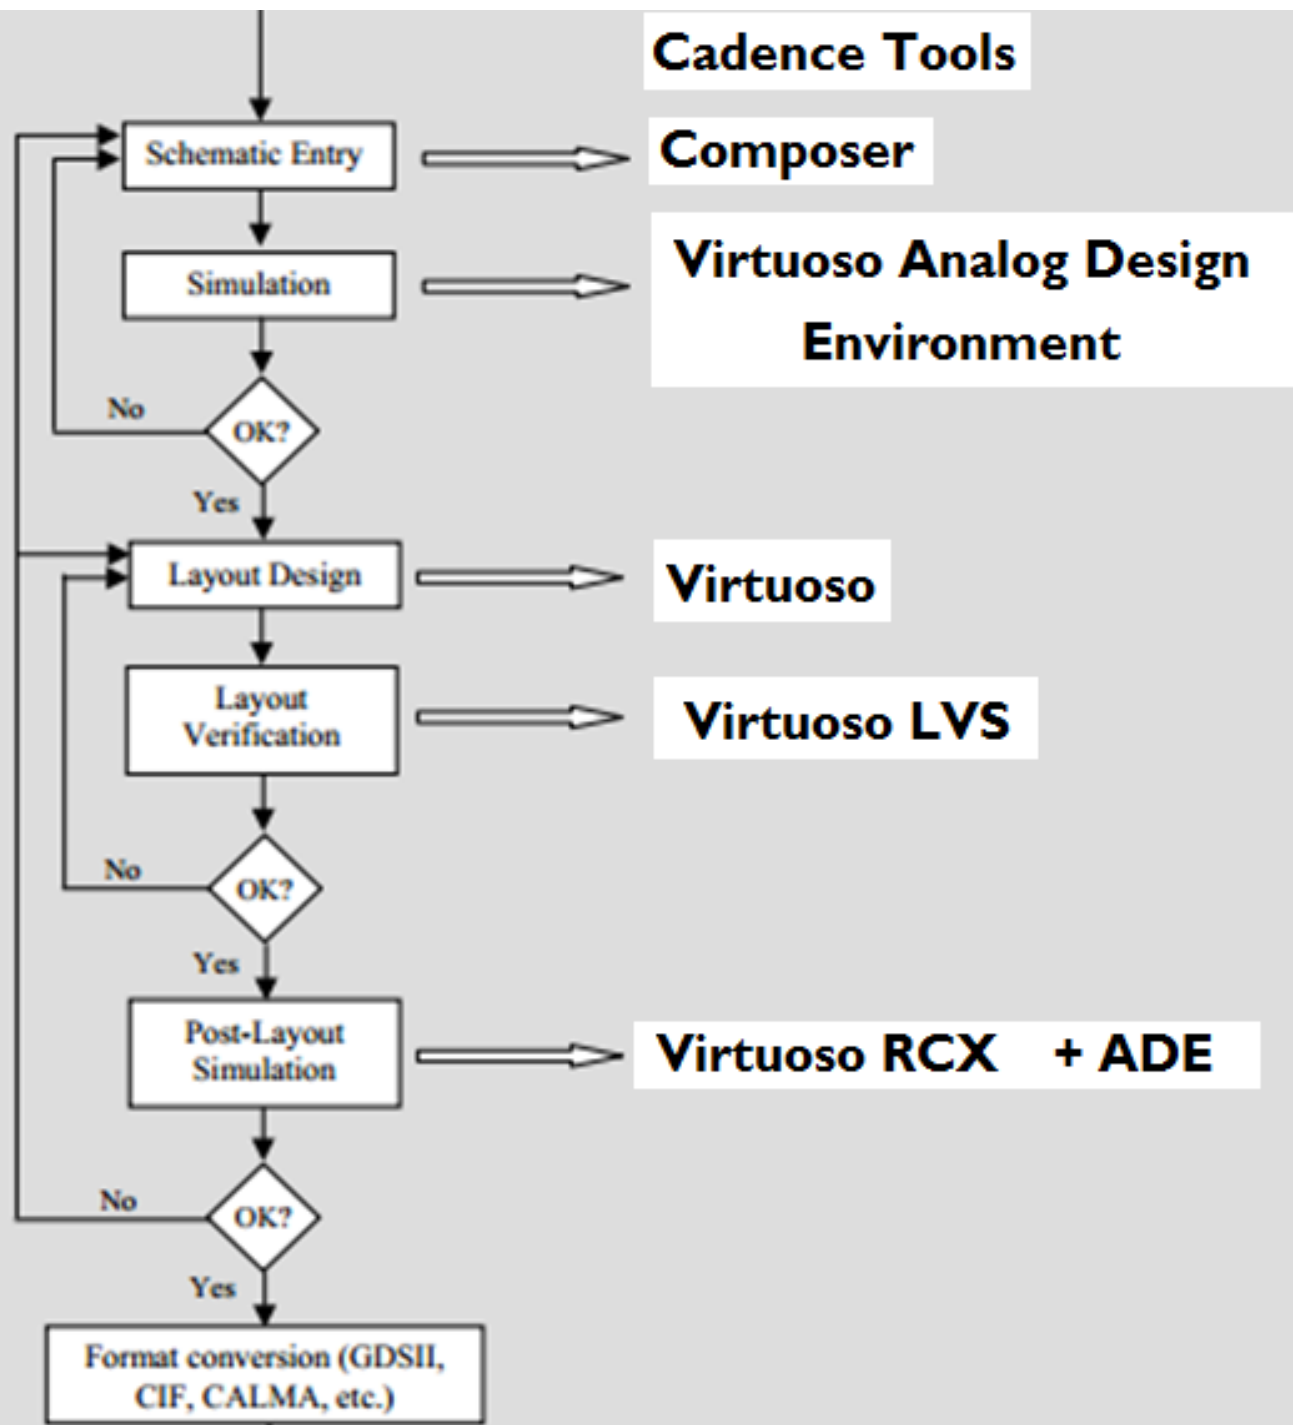 Cadence Tools
Schematic Entry
Composer
Simulation
Virtuoso Analog Design
Environment
No
OK?
Yes
Layout Design
Virtuoso
Layout
Verification
Virtuoso LVS
No
OK?
Yes
Post-Layout
Simulation
Virtuoso RCX + ADE
No
OK?
Yes
Format conversion (GDSII,
CIF, CALMA, etc.)